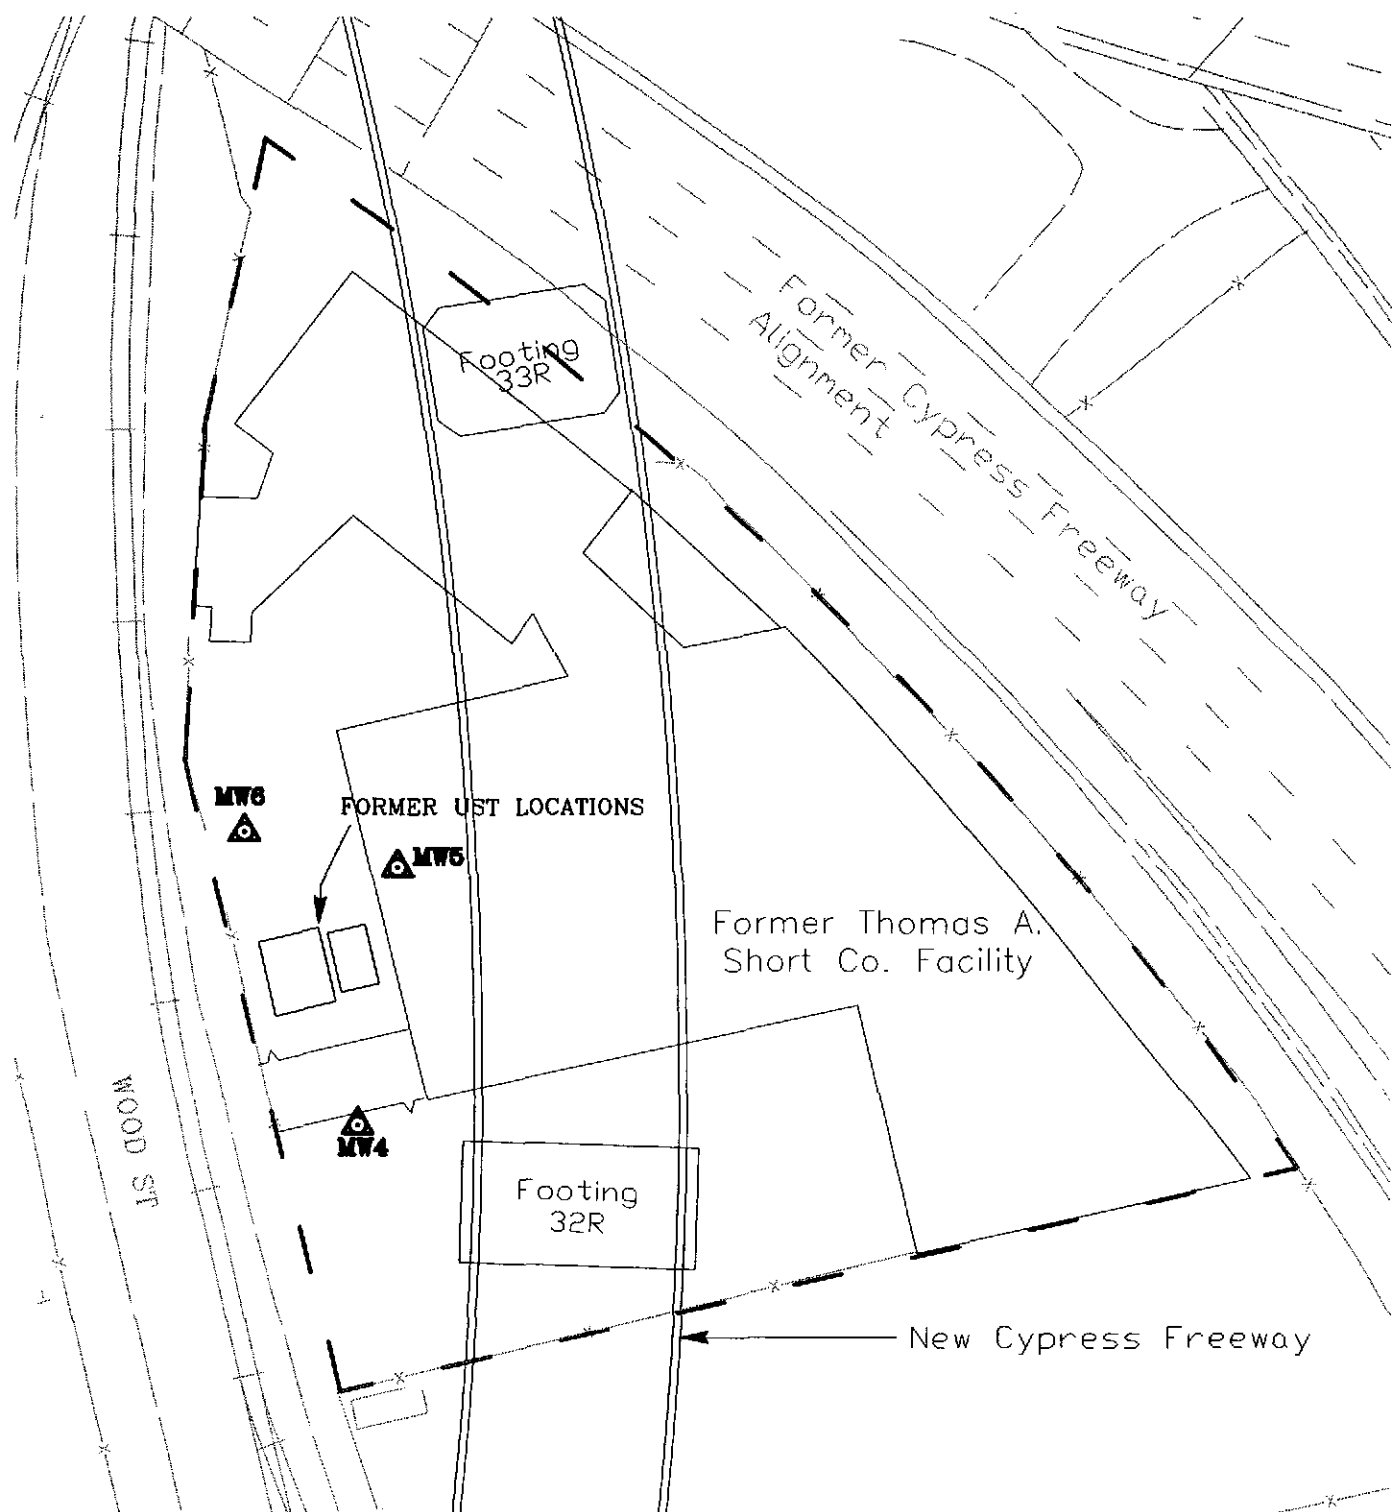 Former Cypress Freeway
Alignment
Footing
33R
MW6
FORMER UST LOCATIONS
MW5
Former Thomas A.
Short Co. Facility
WOOD ST
MW4
Footing
32R
New Cypress Freeway